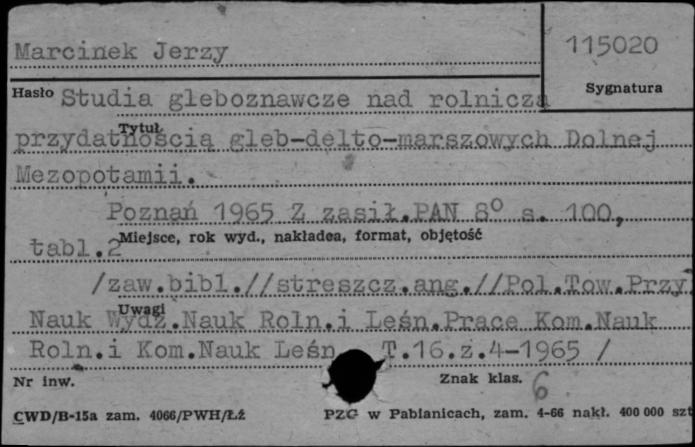 Marcinek Jerzy
115020
Hasło
Sygnatura
Studia gleboznawcze nad rolniczą
Tytuł
przydatnością gleb-delto-marszowych Dolnej
Mezopotamii.
Poznań 1965 Z zasił.PAN 8° s. 100,
Miejsce, rok wyd., nakładca, format, objętość
tabl.2
/zaw.bibl.//streszcz.ang.//Pol.Tow.Przy.
Uwagi
Nauk Wydz.Nauk Roln.i Leśn.Prace Kom.Nauk
Roln.i Kom.Nauk Leśn T.16.z.4-1965 /
Nr inw.
Znak klas. 6
CWD/B-15a zam. 4066/PWH/Łź
PZG w Pabianicach, zam. 4-66 nakł. 400 000 szt